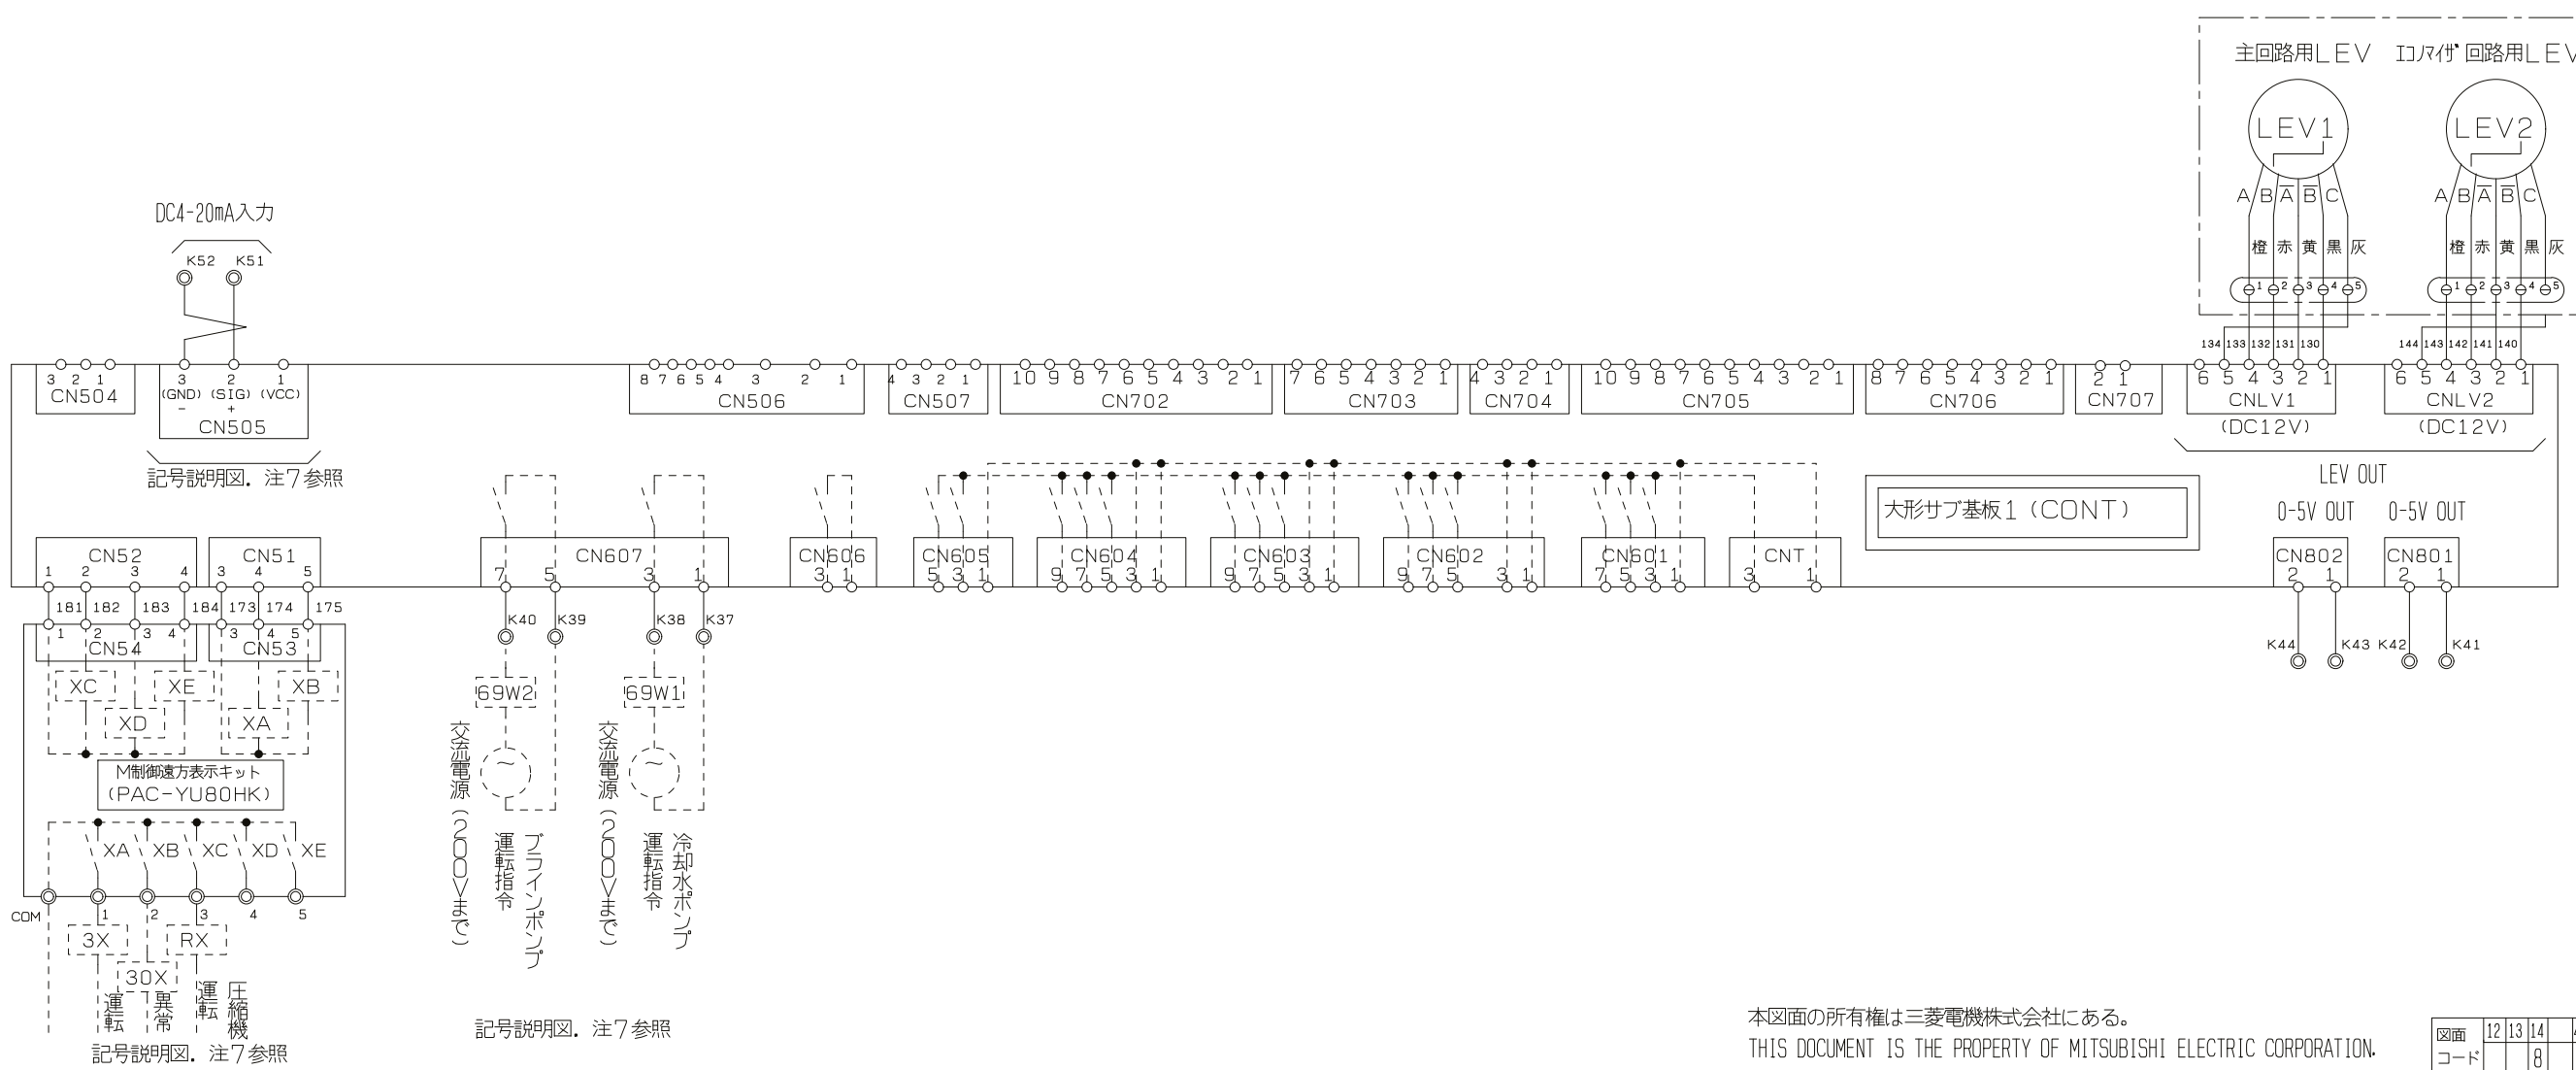 主回路用LEV ｴｺﾉﾏｲｻﾞ回路用LEV
LEV1 LEV2
A B A̅ B̅ C A B A̅ B̅ C
橙 赤 黄 黒 灰 橙 赤 黄 黒 灰
1 2 3 4 5 1 2 3 4 5
134 133 132 131 130 144 143 142 141 140
DC4-20mA入力
K52 K51
3 2 1
CN504
3 2 1
(GND) (SIG) (VCC)
- +
CN505
記号説明図. 注7参照
8 7 6 5 4 3 2 1
CN506
4 3 2 1
CN507
10 9 8 7 6 5 4 3 2 1
CN702
7 6 5 4 3 2 1
CN703
4 3 2 1
CN704
10 9 8 7 6 5 4 3 2 1
CN705
8 7 6 5 4 3 2 1
CN706
2 1
CN707
6 5 4 3 2 1
CNLV1
(DC12V)
6 5 4 3 2 1
CNLV2
(DC12V)
LEV OUT
大形サブ基板1 (CONT)
0-5V OUT 0-5V OUT
CN52
1 2 3 4
CN51
3 4 5
CN607
7 5 3 1
CN606
3 1
CN605
5 3 1
CN604
9 7 5 3 1
CN603
9 7 5 3 1
CN602
9 7 5 3 1
CN601
7 5 3 1
CNT
3 1
CN802
2 1
CN801
2 1
181 182 183 184 173 174 175
1 2 3 4 3 4 5
CN54 CN53
K40 K39 K38 K37
K44 K43 K42 K41
XC XE XB
XD XA
69W2 69W1
M制御遠方表示キット
(PAC-YU80HK)
XA XB XC XD XE
COM 1 2 3 4 5
3X RX
30X
運転
異常
圧縮機
運転
記号説明図. 注7参照
ブラインポンプ
運転指令
交流電源(200Vまで)
~
冷却水ポンプ
運転指令
交流電源(200Vまで)
~
記号説明図. 注7参照
本図面の所有権は三菱電機株式会社にある。
THIS DOCUMENT IS THE PROPERTY OF MITSUBISHI ELECTRIC CORPORATION.
図面 12 13 14
コード 8